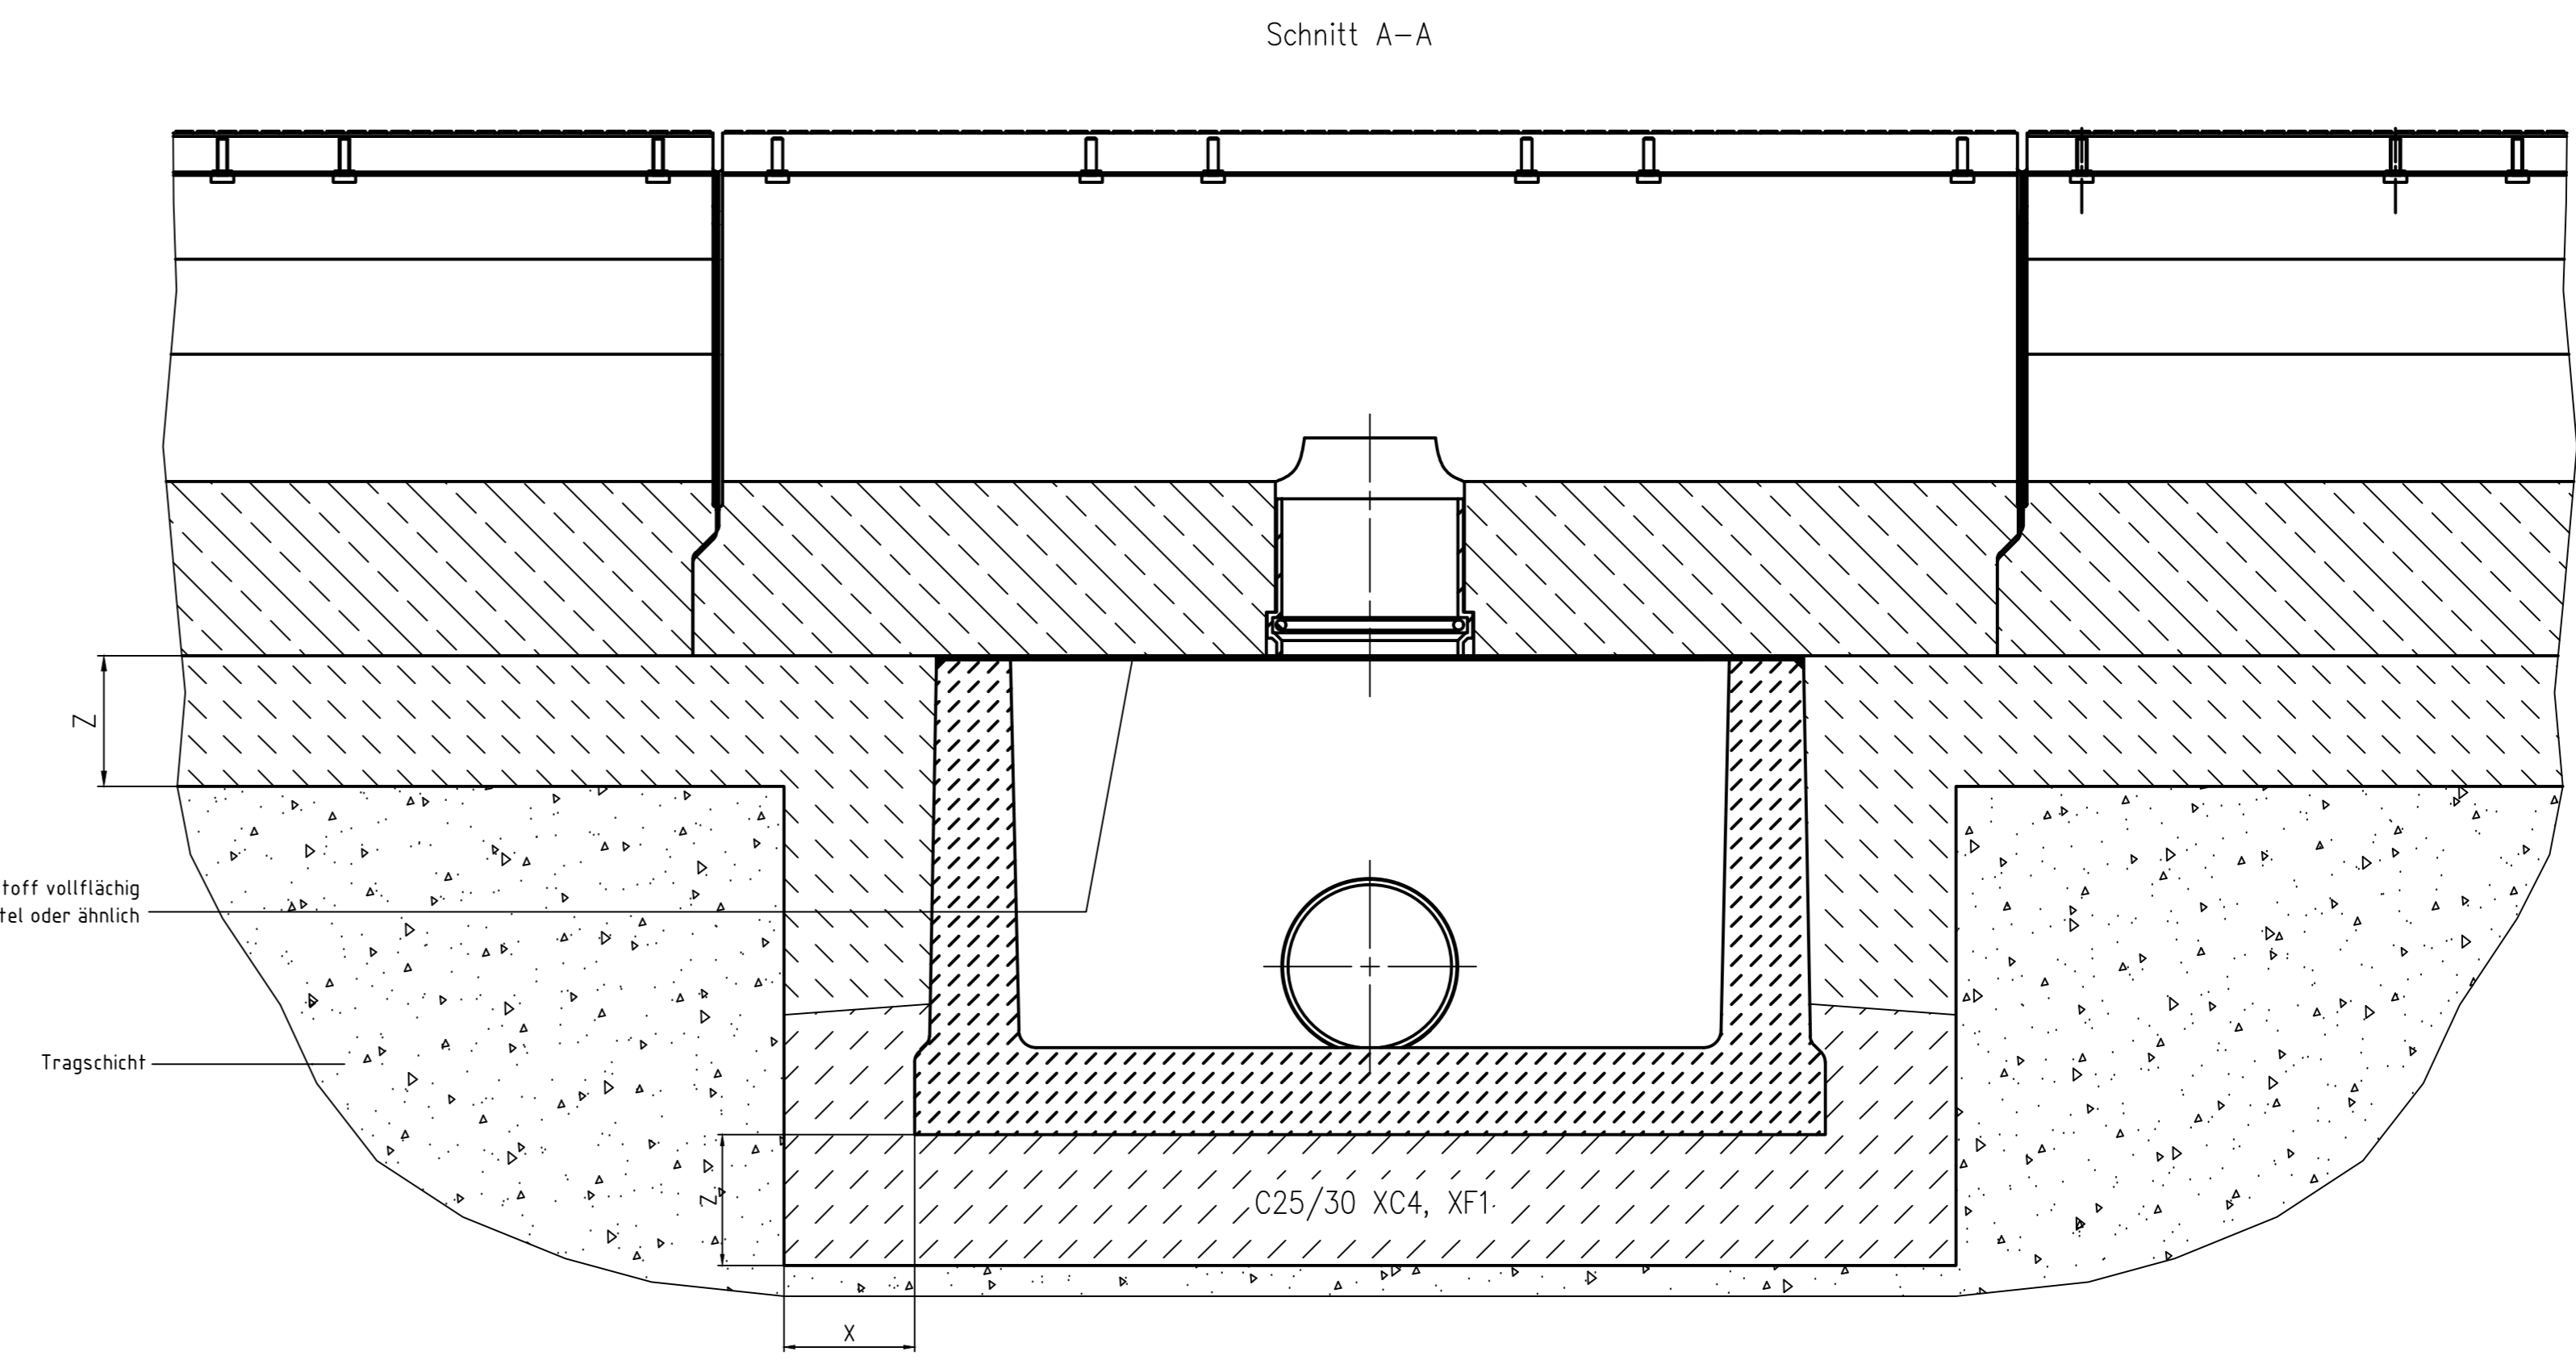 Schnitt A-A
Z
toff vollflächig
tel oder ähnlich
Tragschicht
Z
C25/30 XC4, XF1
X